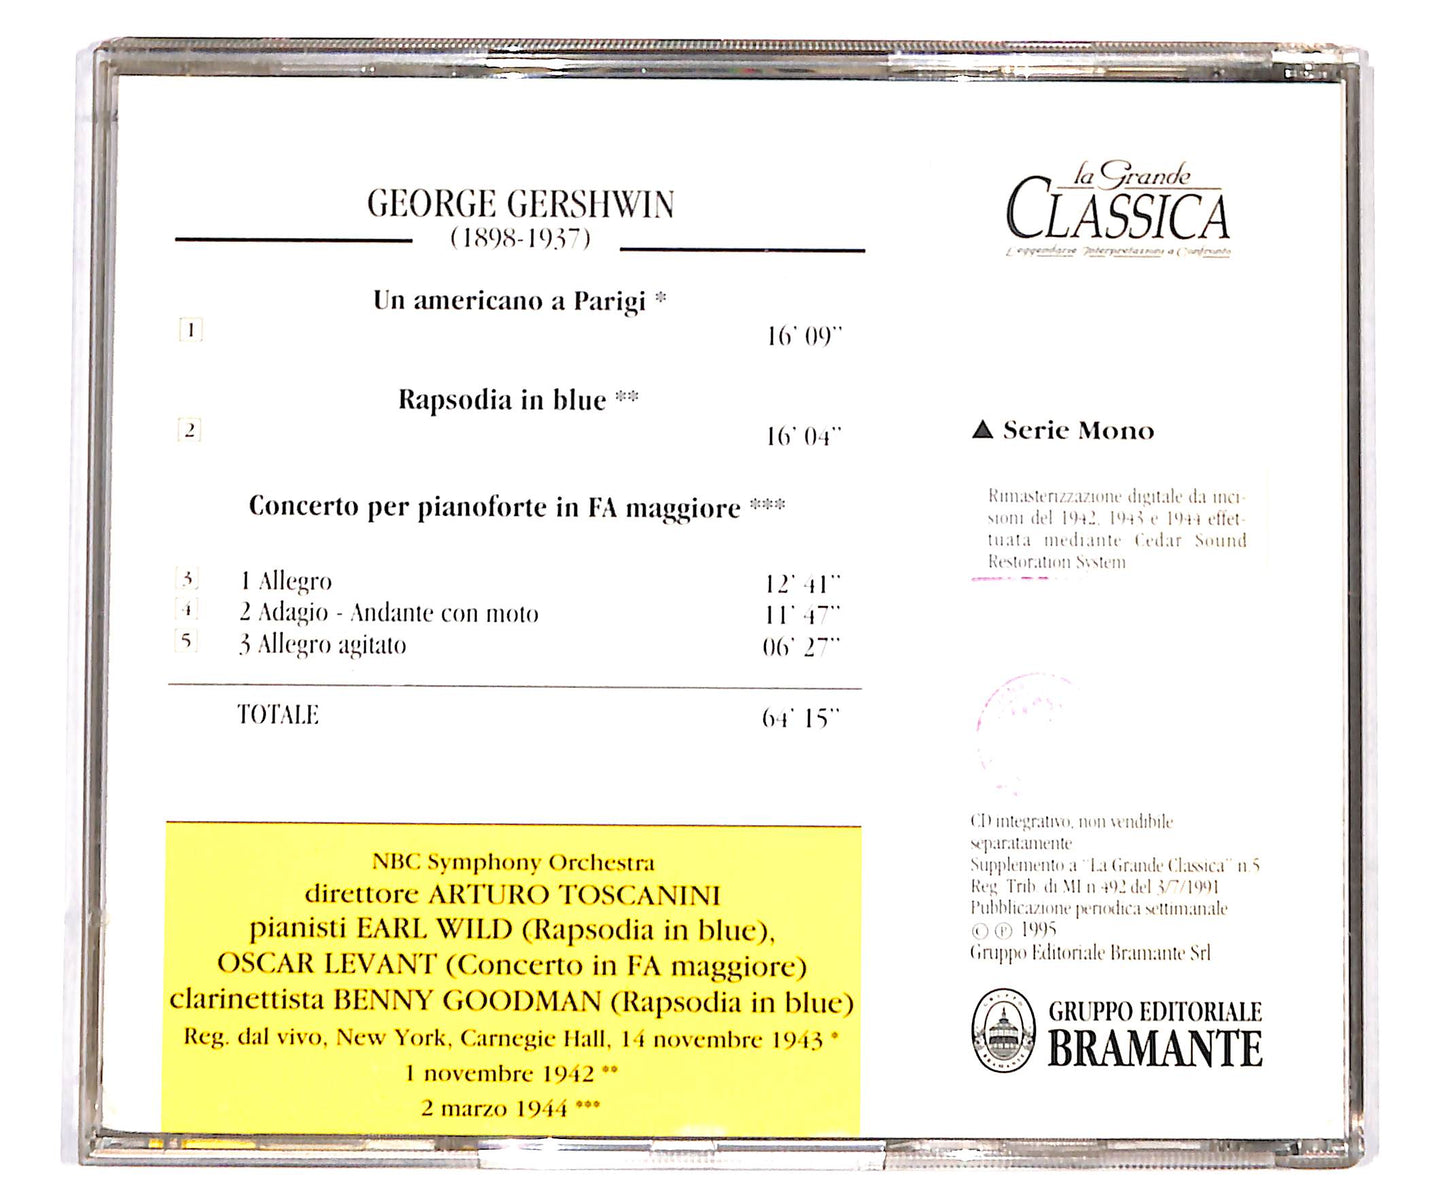 GEORGE GERSHWIN
(1898-1937)
Un americano a Parigi *
1 16' 09''
Rapsodia in blue **
2 16' 04''
Concerto per pianoforte in FA maggiore ***
3 1 Allegro 12' 41''
4 2 Adagio - Andante con moto 11' 47''
5 3 Allegro agitato 06' 27''
TOTALE 64' 15''
NBC Symphony Orchestra
direttore ARTURO TOSCANINI
pianisti EARL WILD (Rapsodia in blue),
OSCAR LEVANT (Concerto in FA maggiore)
clarinettista BENNY GOODMAN (Rapsodia in blue)
Reg. dal vivo, New York, Carnegie Hall, 14 novembre 1943 *
1 novembre 1942 **
2 marzo 1944 ***
la Grande
CLASSICA
Leggendarie Interpretazioni a Confronto
▲ Serie Mono
Rimasterizzazione digitale da inci-
sioni del 1942, 1943 e 1944 effet-
tuata mediante Cedar Sound
Restoration System
CD integrativo, non vendibile
separatamente
Supplemento a "La Grande Classica" n.5
Reg. Trib. di MI n 492 del 3/7/1991
Pubblicazione periodica settimanale
© ℗ 1995
Gruppo Editoriale Bramante Srl
GRUPPO EDITORIALE
BRAMANTE